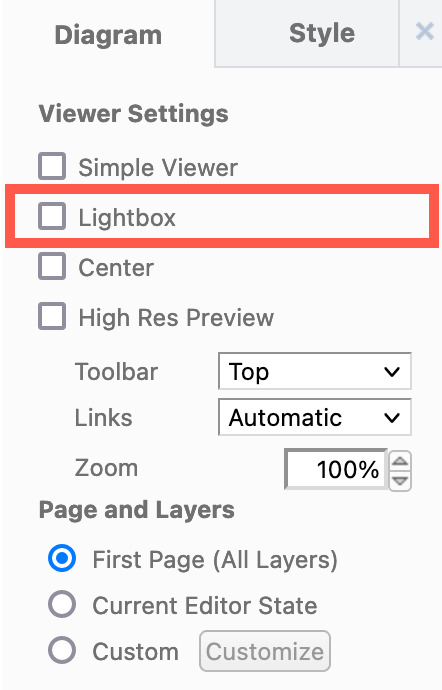 Diagram Style ×
Viewer Settings
Simple Viewer
Lightbox
Center
High Res Preview
Toolbar Top
Links Automatic
Zoom 100%
Page and Layers
First Page (All Layers)
Current Editor State
Custom Customize